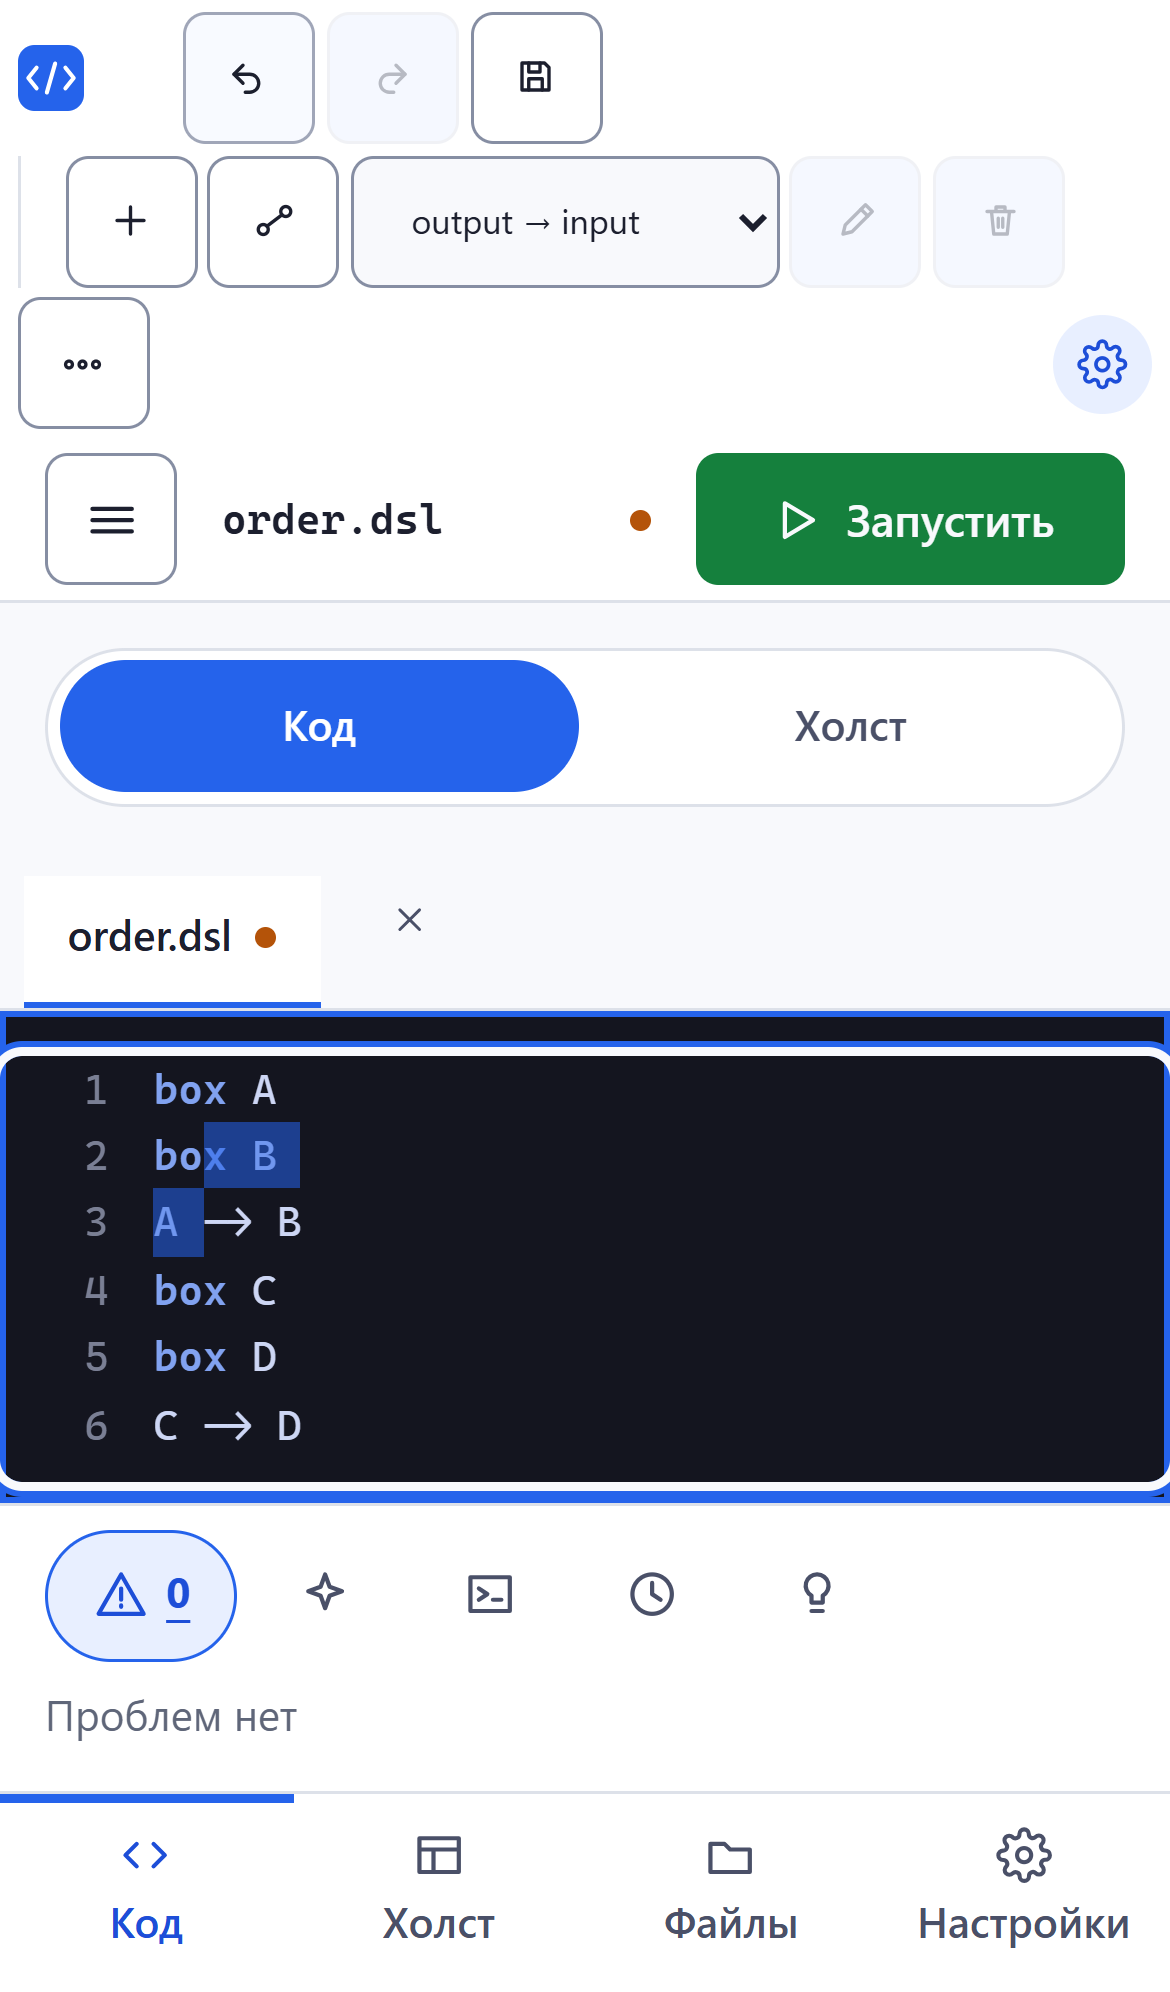 output → input
order.dsl
Запустить
Код
Холст
order.dsl
1 box A
2 box B
3 A -> B
4 box C
5 box D
6 C -> D
0
Проблем нет
Код
Холст
Файлы
Настройки